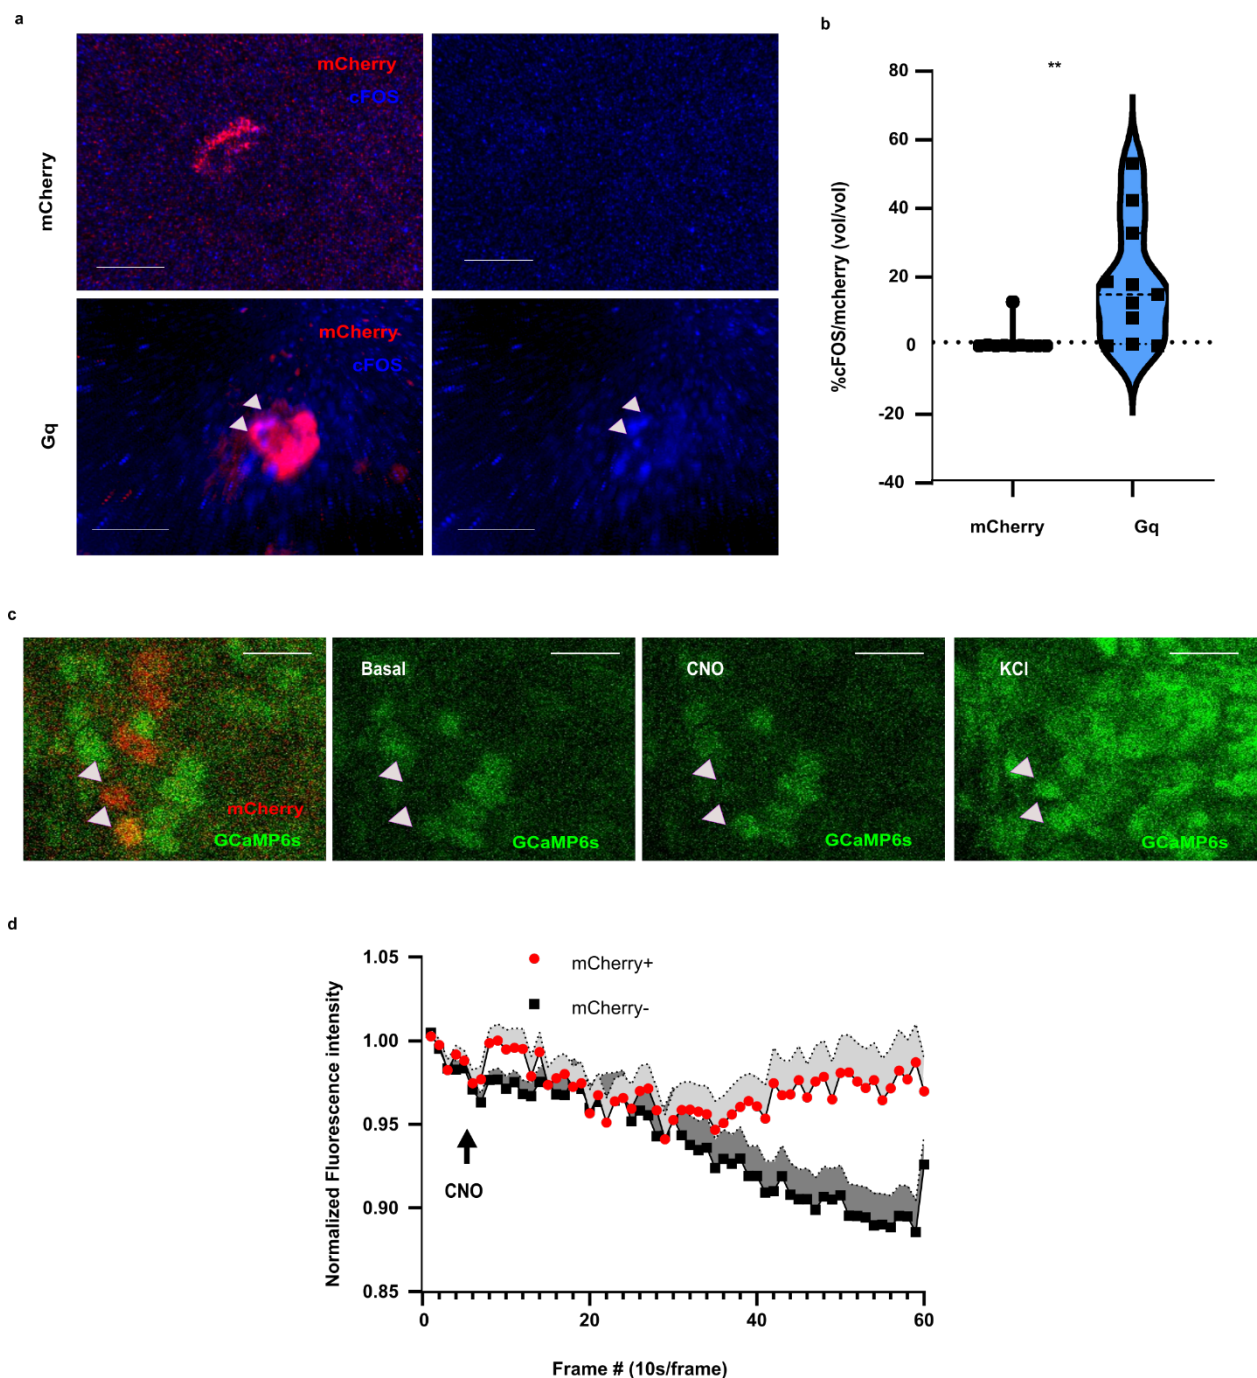 a
mCherry
cFOS
mCherry
mCherry
cFOS
Gq
b
**
%cFOS/mcherry (vol/vol)
80
60
40
20
0
-20
-40
mCherry
Gq
c
mCherry
GCaMP6s
Basal
GCaMP6s
CNO
GCaMP6s
KCl
GCaMP6s
d
Normalized Fluorescence intensity
1.05
1.00
0.95
0.90
0.85
mCherry+
mCherry-
CNO
0
20
40
60
Frame # (10s/frame)